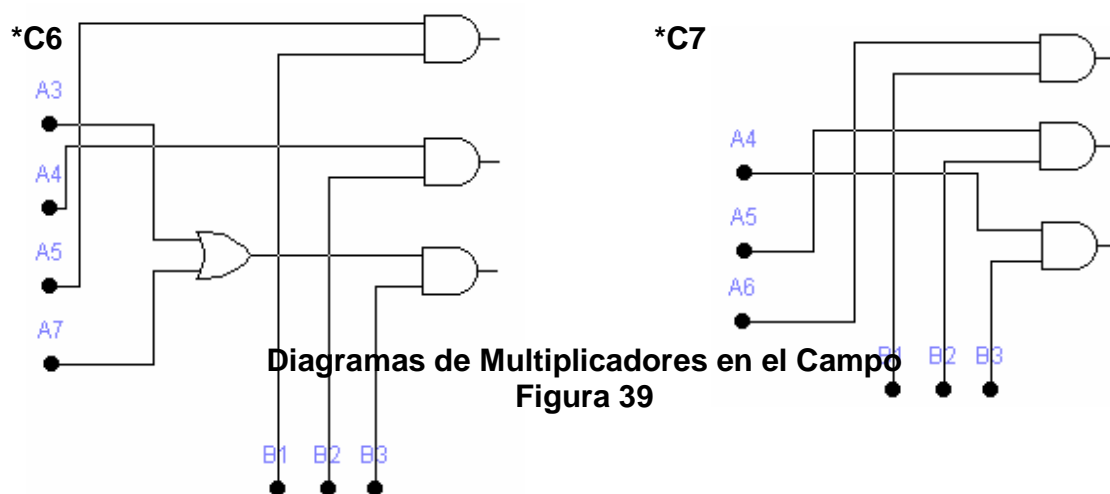 *C6
A3
A4
A5
A7
B1 B2 B3
*C7
A4
A5
A6
B1 B2 B3
Diagramas de Multiplicadores en el Campo
Figura 39